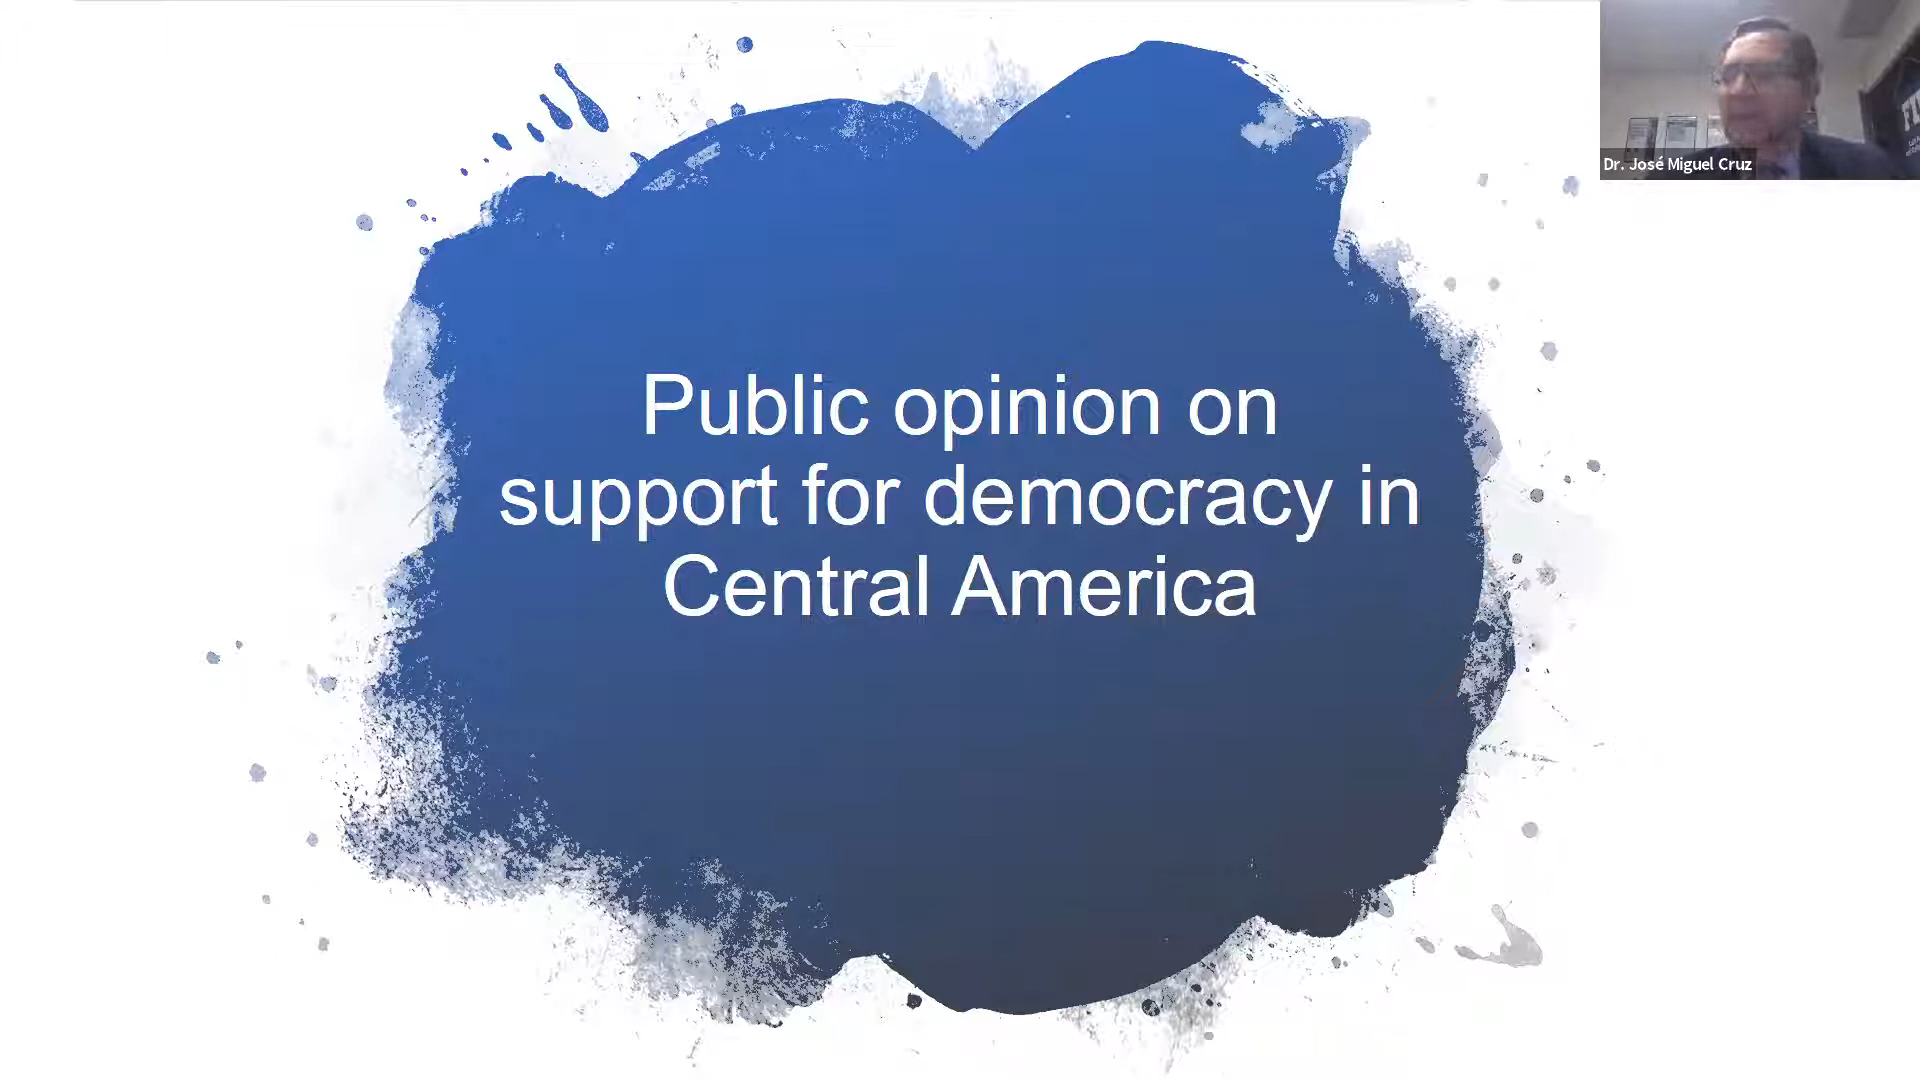 Public opinion on
support for democracy in
Central America
Dr. José Miguel Cruz